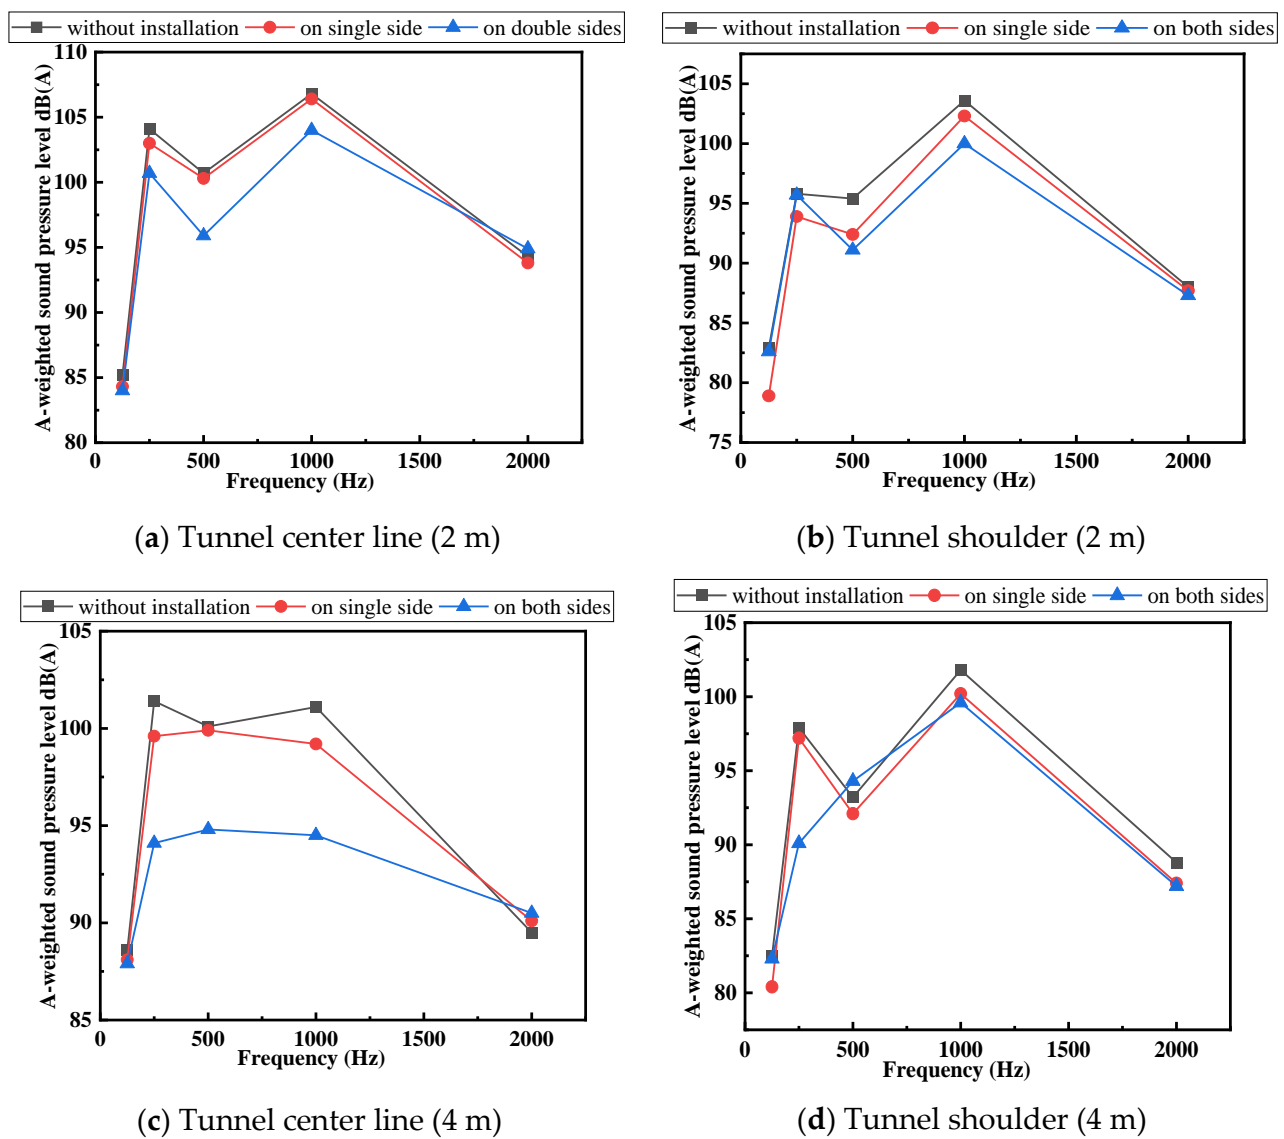 without installation on single side on double sides
A-weighted sound pressure level dB(A)
110
105
100
95
90
85
80
0 500 1000 1500 2000
Frequency (Hz)
(a) Tunnel center line (2 m)
without installation on single side on both sides
A-weighted sound pressure level dB(A)
105
100
95
90
85
80
75
0 500 1000 1500 2000
Frequency (Hz)
(b) Tunnel shoulder (2 m)
without installation on single side on both sides
A-weighted sound pressure level dB(A)
105
100
95
90
85
0 500 1000 1500 2000
Frequency (Hz)
(c) Tunnel center line (4 m)
without installation on single side on both sides
A-weighted sound pressure level dB(A)
105
100
95
90
85
80
0 500 1000 1500 2000
Frequency (Hz)
(d) Tunnel shoulder (4 m)